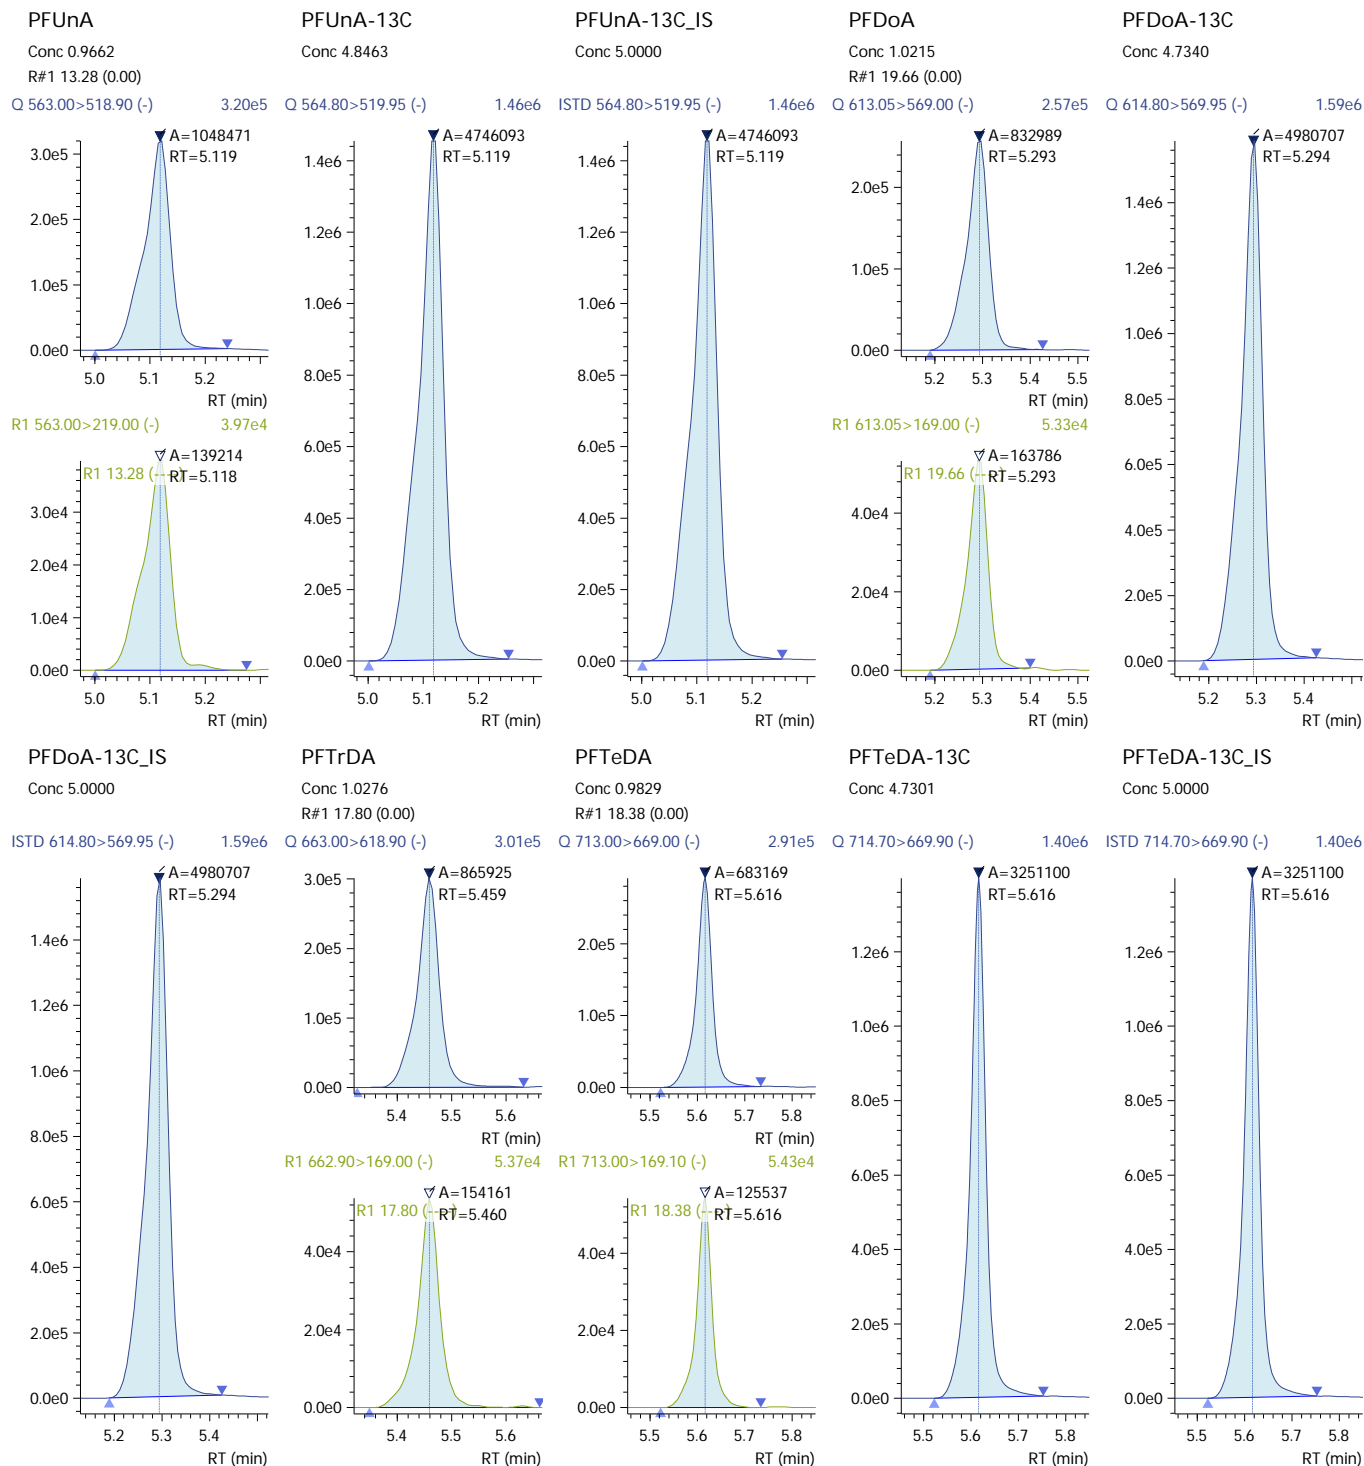 PFUnA
Conc 0.9662
R#1 13.28 (0.00)
Q 563.00>518.90 (-) 3.20e5
A=1048471
RT=5.119
3.0e5
2.0e5
1.0e5
0.0e0
5.0 5.1 5.2
RT (min)
R1 563.00>219.00 (-) 3.97e4
A=139214
R1 13.28 (----)
RT=5.118
3.0e4
2.0e4
1.0e4
0.0e0
5.0 5.1 5.2
RT (min)
PFUnA-13C
Conc 4.8463
Q 564.80>519.95 (-) 1.46e6
A=4746093
RT=5.119
1.4e6
1.2e6
1.0e6
8.0e5
6.0e5
4.0e5
2.0e5
0.0e0
5.0 5.1 5.2
RT (min)
PFUnA-13C_IS
Conc 5.0000
ISTD 564.80>519.95 (-) 1.46e6
A=4746093
RT=5.119
1.4e6
1.2e6
1.0e6
8.0e5
6.0e5
4.0e5
2.0e5
0.0e0
5.0 5.1 5.2
RT (min)
PFDoA
Conc 1.0215
R#1 19.66 (0.00)
Q 613.05>569.00 (-) 2.57e5
A=832989
RT=5.293
2.0e5
1.0e5
0.0e0
5.2 5.3 5.4 5.5
RT (min)
R1 613.05>169.00 (-) 5.33e4
A=163786
R1 19.66 (----)
RT=5.293
4.0e4
2.0e4
0.0e0
5.2 5.3 5.4 5.5
RT (min)
PFDoA-13C
Conc 4.7340
Q 614.80>569.95 (-) 1.59e6
A=4980707
RT=5.294
1.4e6
1.2e6
1.0e6
8.0e5
6.0e5
4.0e5
2.0e5
0.0e0
5.2 5.3 5.4
RT (min)
PFDoA-13C_IS
Conc 5.0000
ISTD 614.80>569.95 (-) 1.59e6
A=4980707
RT=5.294
1.4e6
1.2e6
1.0e6
8.0e5
6.0e5
4.0e5
2.0e5
0.0e0
5.2 5.3 5.4
RT (min)
PFTrDA
Conc 1.0276
R#1 17.80 (0.00)
Q 663.00>618.90 (-) 3.01e5
A=865925
RT=5.459
3.0e5
2.0e5
1.0e5
0.0e0
5.4 5.5 5.6
RT (min)
R1 662.90>169.00 (-) 5.37e4
A=154161
R1 17.80 (----)
RT=5.460
4.0e4
2.0e4
0.0e0
5.4 5.5 5.6
RT (min)
PFTeDA
Conc 0.9829
R#1 18.38 (0.00)
Q 713.00>669.00 (-) 2.91e5
A=683169
RT=5.616
2.0e5
1.0e5
0.0e0
5.5 5.6 5.7 5.8
RT (min)
R1 713.00>169.10 (-) 5.43e4
A=125537
R1 18.38 (----)
RT=5.616
4.0e4
2.0e4
0.0e0
5.5 5.6 5.7 5.8
RT (min)
PFTeDA-13C
Conc 4.7301
Q 714.70>669.90 (-) 1.40e6
A=3251100
RT=5.616
1.2e6
1.0e6
8.0e5
6.0e5
4.0e5
2.0e5
0.0e0
5.5 5.6 5.7 5.8
RT (min)
PFTeDA-13C_IS
Conc 5.0000
ISTD 714.70>669.90 (-) 1.40e6
A=3251100
RT=5.616
1.2e6
1.0e6
8.0e5
6.0e5
4.0e5
2.0e5
0.0e0
5.5 5.6 5.7 5.8
RT (min)